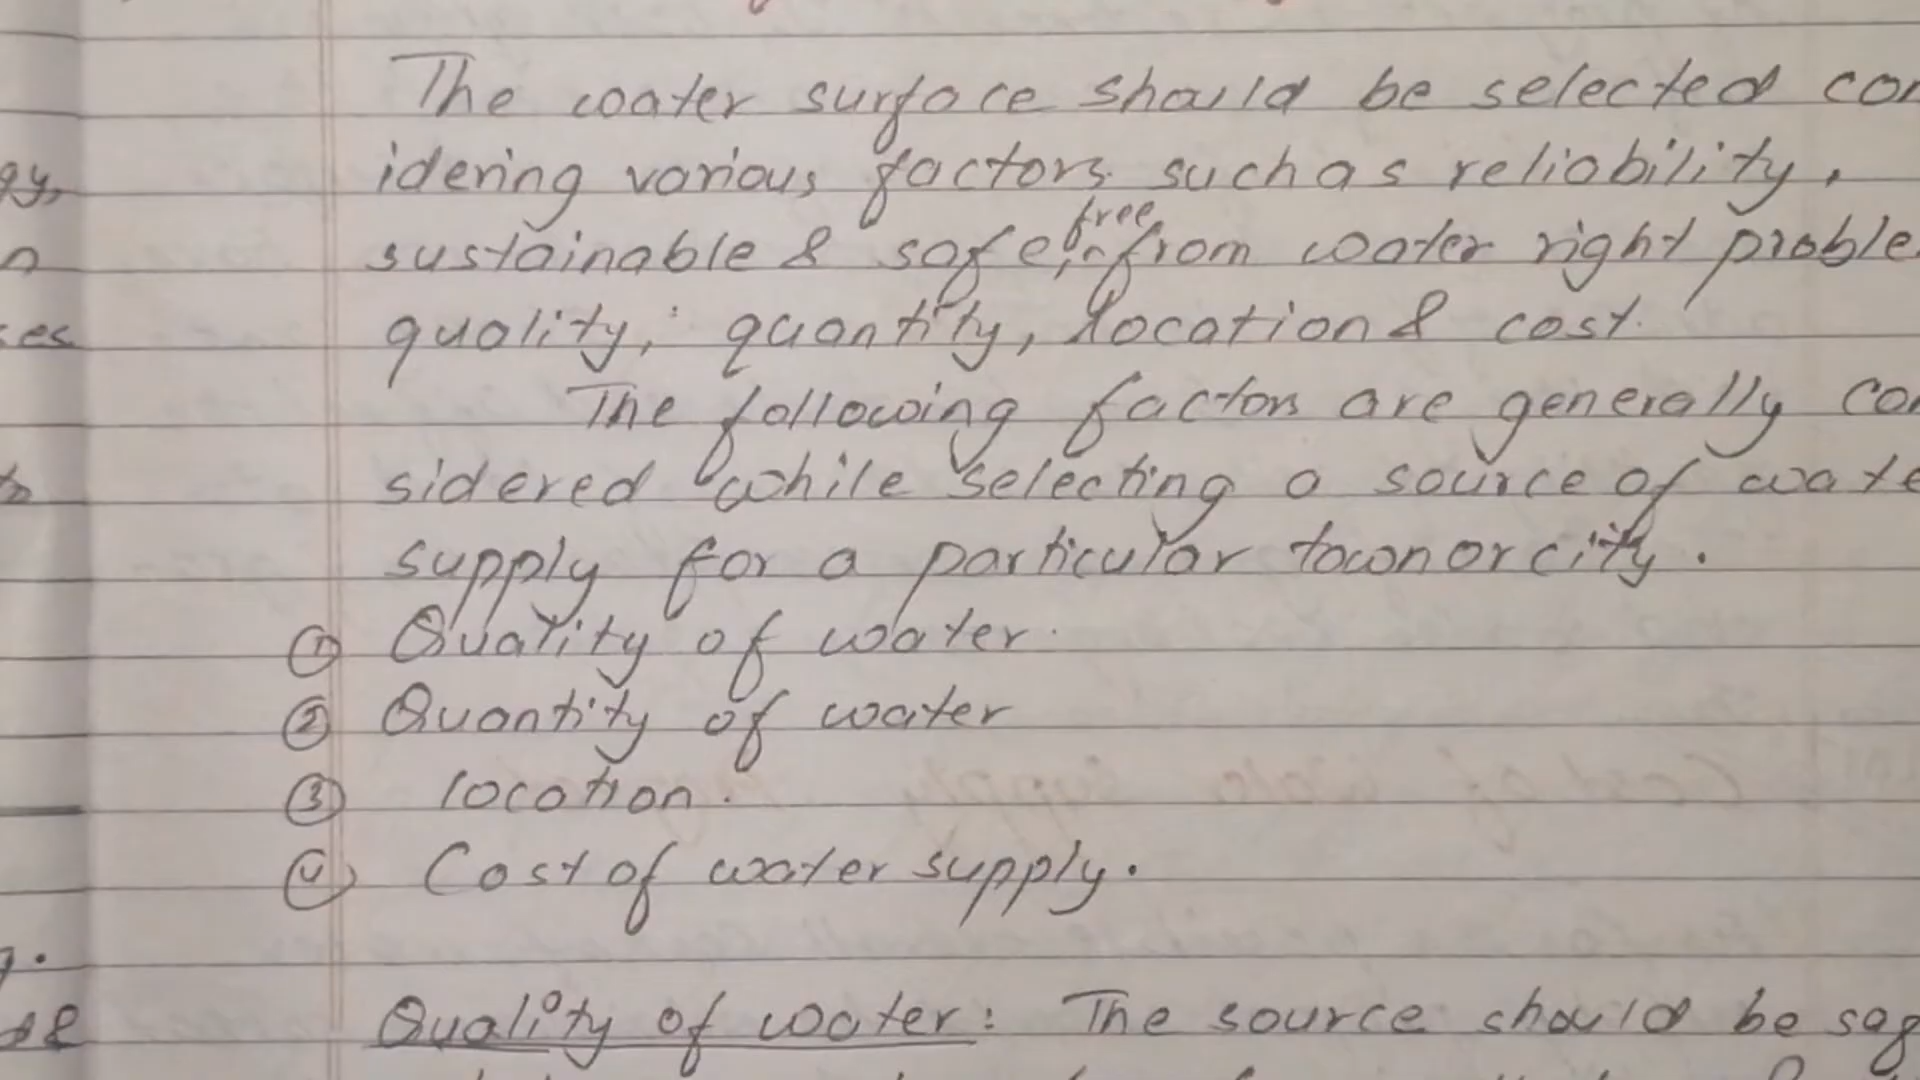 The water surface should be selected con
idering various factors such as reliability,
sustainable & safe, free from water right proble
quality, quantity, location & cost.
The following factors are generally con
sidered while selecting a source of wate
supply for a particular town or city.
① Quality of water.
② Quantity of water
③ location.
④ Cost of water supply.
Quality of water: The source should be saf